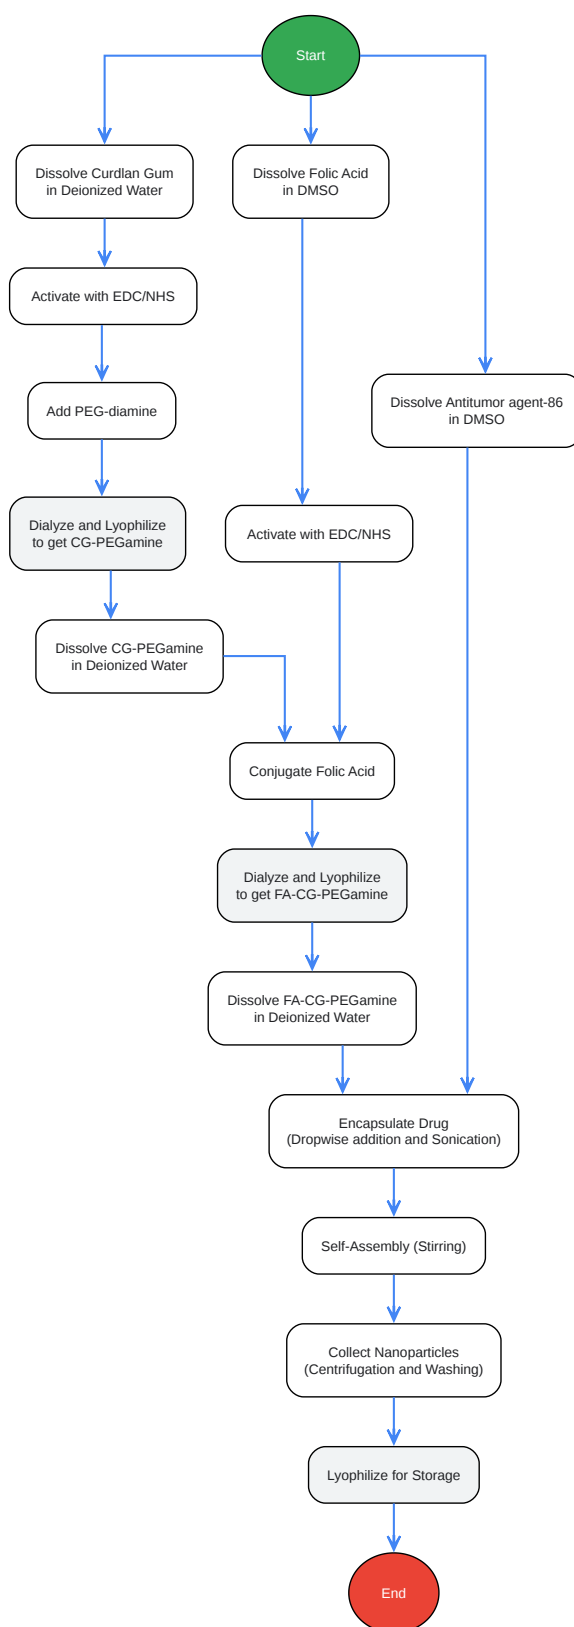 Start
Dissolve Curdlan Gum
in Deionized Water
Dissolve Folic Acid
in DMSO
Activate with EDC/NHS
Add PEG-diamine
Dissolve Antitumor agent-86
in DMSO
Dialyze and Lyophilize
to get CG-PEGamine
Activate with EDC/NHS
Dissolve CG-PEGamine
in Deionized Water
Conjugate Folic Acid
Dialyze and Lyophilize
to get FA-CG-PEGamine
Dissolve FA-CG-PEGamine
in Deionized Water
Encapsulate Drug
(Dropwise addition and Sonication)
Self-Assembly (Stirring)
Collect Nanoparticles
(Centrifugation and Washing)
Lyophilize for Storage
End